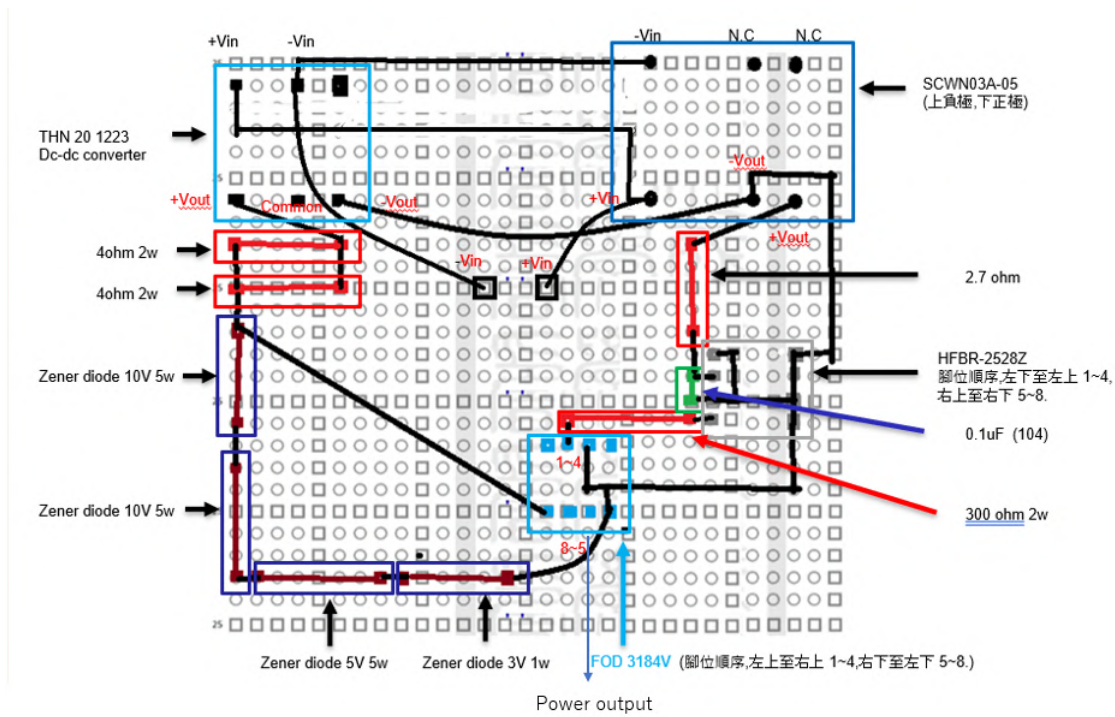 +Vin
-Vin
-Vin
N.C
N.C
SCWN03A-05
(上負極,下正極)
THN 20 1223
Dc-dc converter
-Vout
+Vout
Common
-Vout
+Vin
+Vout
4ohm 2w
-Vin
+Vin
2.7 ohm
4ohm 2w
HFBR-2528Z
腳位順序,左下至左上 1~4,
右上至右下 5~8.
Zener diode 10V 5w
0.1uF (104)
1~4
Zener diode 10V 5w
300 ohm 2w
8~5
25
Zener diode 5V 5w
Zener diode 3V 1w
FOD 3184V (腳位順序,左上至右上 1~4,右下至左下 5~8.)
Power output